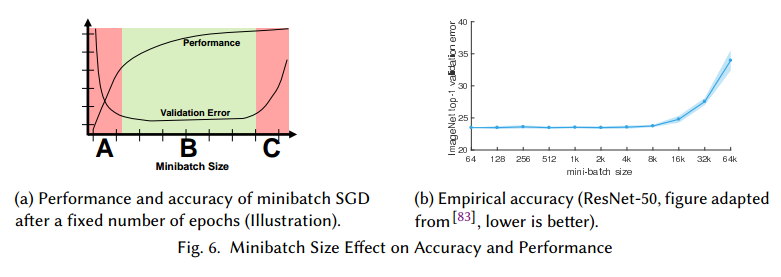 Performance
Validation Error
A B C
Minibatch Size
40
35
30
25
20
ImageNet top-1 validation error
64 128 256 512 1k 2k 4k 8k 16k 32k 64k
mini-batch size
(a) Performance and accuracy of minibatch SGD
after a fixed number of epochs (Illustration).
(b) Empirical accuracy (ResNet-50, figure adapted
from [83], lower is better).
Fig. 6. Minibatch Size Effect on Accuracy and Performance